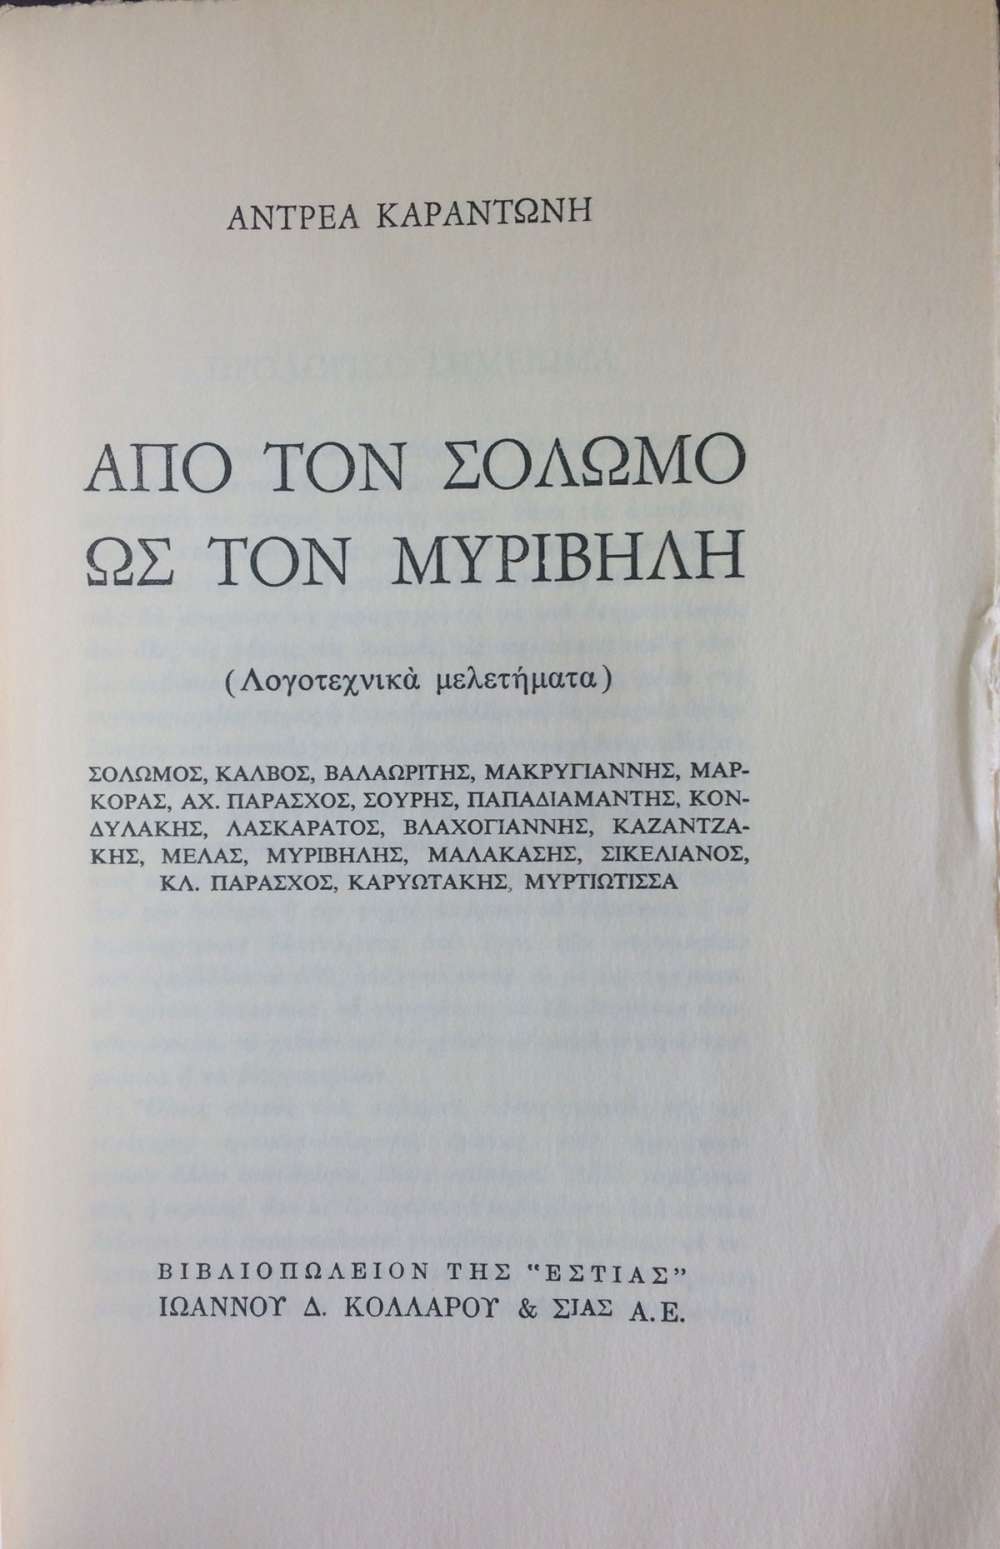 ΑΝΤΡΕΑ ΚΑΡΑΝΤΩΝΗ
ΑΠΟ ΤΟΝ ΣΟΛΩΜΟ
ΩΣ ΤΟΝ ΜΥΡΙΒΗΛΗ
(Λογοτεχνικὰ μελετήματα)
ΣΟΛΩΜΟΣ, ΚΑΛΒΟΣ, ΒΑΛΑΩΡΙΤΗΣ, ΜΑΚΡΥΓΙΑΝΝΗΣ, ΜΑΡ-
ΚΟΡΑΣ, ΑΧ. ΠΑΡΑΣΧΟΣ, ΣΟΥΡΗΣ, ΠΑΠΑΔΙΑΜΑΝΤΗΣ, ΚΟΝ-
ΔΥΛΑΚΗΣ, ΛΑΣΚΑΡΑΤΟΣ, ΒΛΑΧΟΓΙΑΝΝΗΣ, ΚΑΖΑΝΤΖΑ-
ΚΗΣ, ΜΕΛΑΣ, ΜΥΡΙΒΗΛΗΣ, ΜΑΛΑΚΑΣΗΣ, ΣΙΚΕΛΙΑΝΟΣ,
ΚΛ. ΠΑΡΑΣΧΟΣ, ΚΑΡΥΩΤΑΚΗΣ, ΜΥΡΤΙΩΤΙΣΣΑ
ΒΙΒΛΙΟΠΩΛΕΙΟΝ ΤΗΣ "ΕΣΤΙΑΣ"
ΙΩΑΝΝΟΥ Δ. ΚΟΛΛΑΡΟΥ & ΣΙΑΣ Α.Ε.